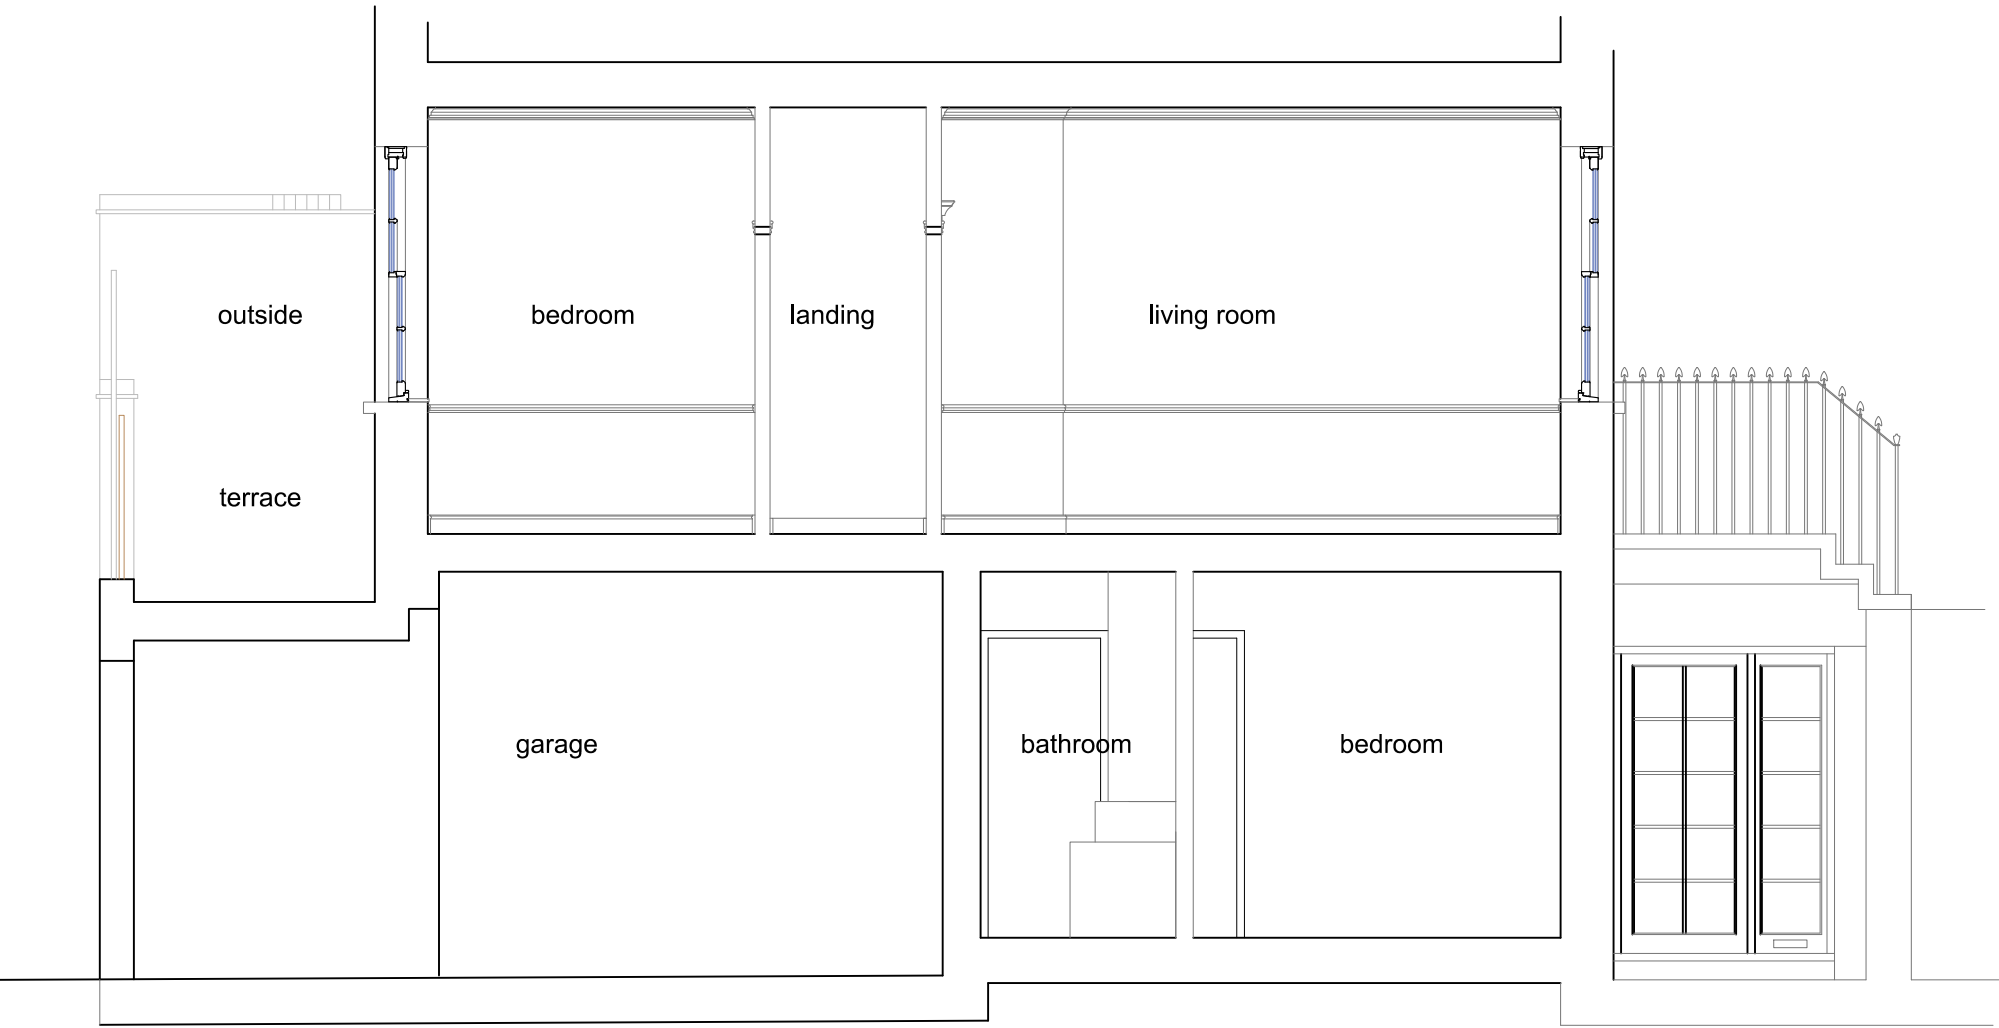 outside
bedroom
landing
living room
terrace
garage
bathroom
bedroom